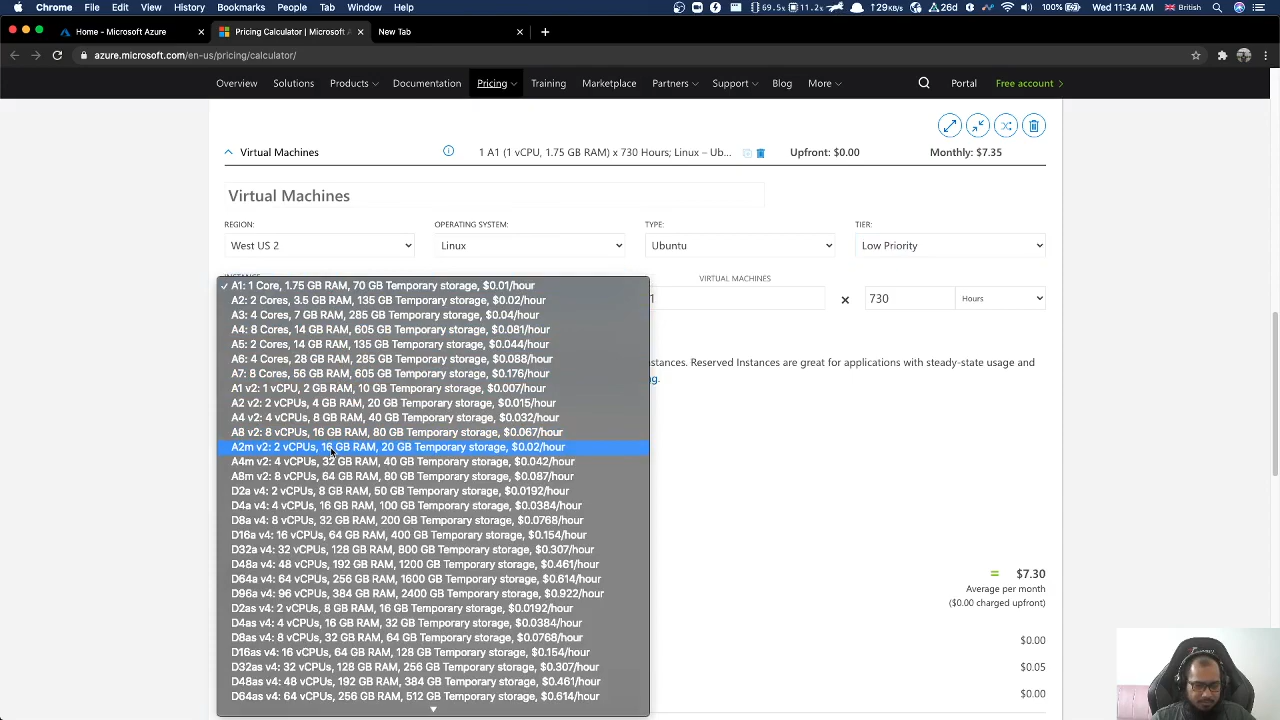 Chrome File Edit View History Bookmarks People Tab Window Help
69.5x 11.2x 129KB/s 26d 100% Wed 11:34 AM British
Home - Microsoft Azure
Pricing Calculator | Microsoft A
New Tab
azure.microsoft.com/en-us/pricing/calculator/
Overview Solutions Products Documentation Pricing Training Marketplace Partners Support Blog More Portal Free account
Virtual Machines 1 A1 (1 vCPU, 1.75 GB RAM) x 730 Hours; Linux – Ub... Upfront: $0.00 Monthly: $7.35
Virtual Machines
REGION: OPERATING SYSTEM: TYPE: TIER:
West US 2 Linux Ubuntu Low Priority
VIRTUAL MACHINES
1 x 730 Hours
A1: 1 Core, 1.75 GB RAM, 70 GB Temporary storage, $0.01/hour
A2: 2 Cores, 3.5 GB RAM, 135 GB Temporary storage, $0.02/hour
A3: 4 Cores, 7 GB RAM, 285 GB Temporary storage, $0.04/hour
A4: 8 Cores, 14 GB RAM, 605 GB Temporary storage, $0.081/hour
A5: 2 Cores, 14 GB RAM, 135 GB Temporary storage, $0.044/hour
A6: 4 Cores, 28 GB RAM, 285 GB Temporary storage, $0.088/hour
A7: 8 Cores, 56 GB RAM, 605 GB Temporary storage, $0.176/hour
A1 v2: 1 vCPU, 2 GB RAM, 10 GB Temporary storage, $0.007/hour
A2 v2: 2 vCPUs, 4 GB RAM, 20 GB Temporary storage, $0.015/hour
A4 v2: 4 vCPUs, 8 GB RAM, 40 GB Temporary storage, $0.032/hour
A8 v2: 8 vCPUs, 16 GB RAM, 80 GB Temporary storage, $0.067/hour
A2m v2: 2 vCPUs, 16 GB RAM, 20 GB Temporary storage, $0.02/hour
A4m v2: 4 vCPUs, 32 GB RAM, 40 GB Temporary storage, $0.042/hour
A8m v2: 8 vCPUs, 64 GB RAM, 80 GB Temporary storage, $0.087/hour
D2a v4: 2 vCPUs, 8 GB RAM, 50 GB Temporary storage, $0.0192/hour
D4a v4: 4 vCPUs, 16 GB RAM, 100 GB Temporary storage, $0.0384/hour
D8a v4: 8 vCPUs, 32 GB RAM, 200 GB Temporary storage, $0.0768/hour
D16a v4: 16 vCPUs, 64 GB RAM, 400 GB Temporary storage, $0.154/hour
D32a v4: 32 vCPUs, 128 GB RAM, 800 GB Temporary storage, $0.307/hour
D48a v4: 48 vCPUs, 192 GB RAM, 1200 GB Temporary storage, $0.461/hour
D64a v4: 64 vCPUs, 256 GB RAM, 1600 GB Temporary storage, $0.614/hour
D96a v4: 96 vCPUs, 384 GB RAM, 2400 GB Temporary storage, $0.922/hour
D2as v4: 2 vCPUs, 8 GB RAM, 16 GB Temporary storage, $0.0192/hour
D4as v4: 4 vCPUs, 16 GB RAM, 32 GB Temporary storage, $0.0384/hour
D8as v4: 8 vCPUs, 32 GB RAM, 64 GB Temporary storage, $0.0768/hour
D16as v4: 16 vCPUs, 64 GB RAM, 128 GB Temporary storage, $0.154/hour
D32as v4: 32 vCPUs, 128 GB RAM, 256 GB Temporary storage, $0.307/hour
D48as v4: 48 vCPUs, 192 GB RAM, 384 GB Temporary storage, $0.461/hour
D64as v4: 64 vCPUs, 256 GB RAM, 512 GB Temporary storage, $0.614/hour
stances. Reserved Instances are great for applications with steady-state usage and
g.
= $7.30
Average per month
($0.00 charged upfront)
$0.00
$0.05
$0.00